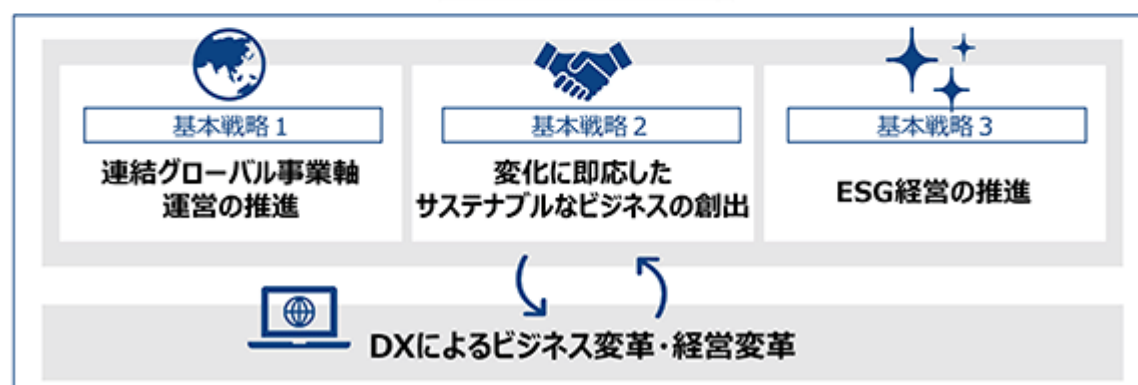 基本戦略1
連結グローバル事業軸
運営の推進
基本戦略2
変化に即応した
サステナブルなビジネスの創出
基本戦略3
ESG経営の推進
DXによるビジネス変革・経営変革